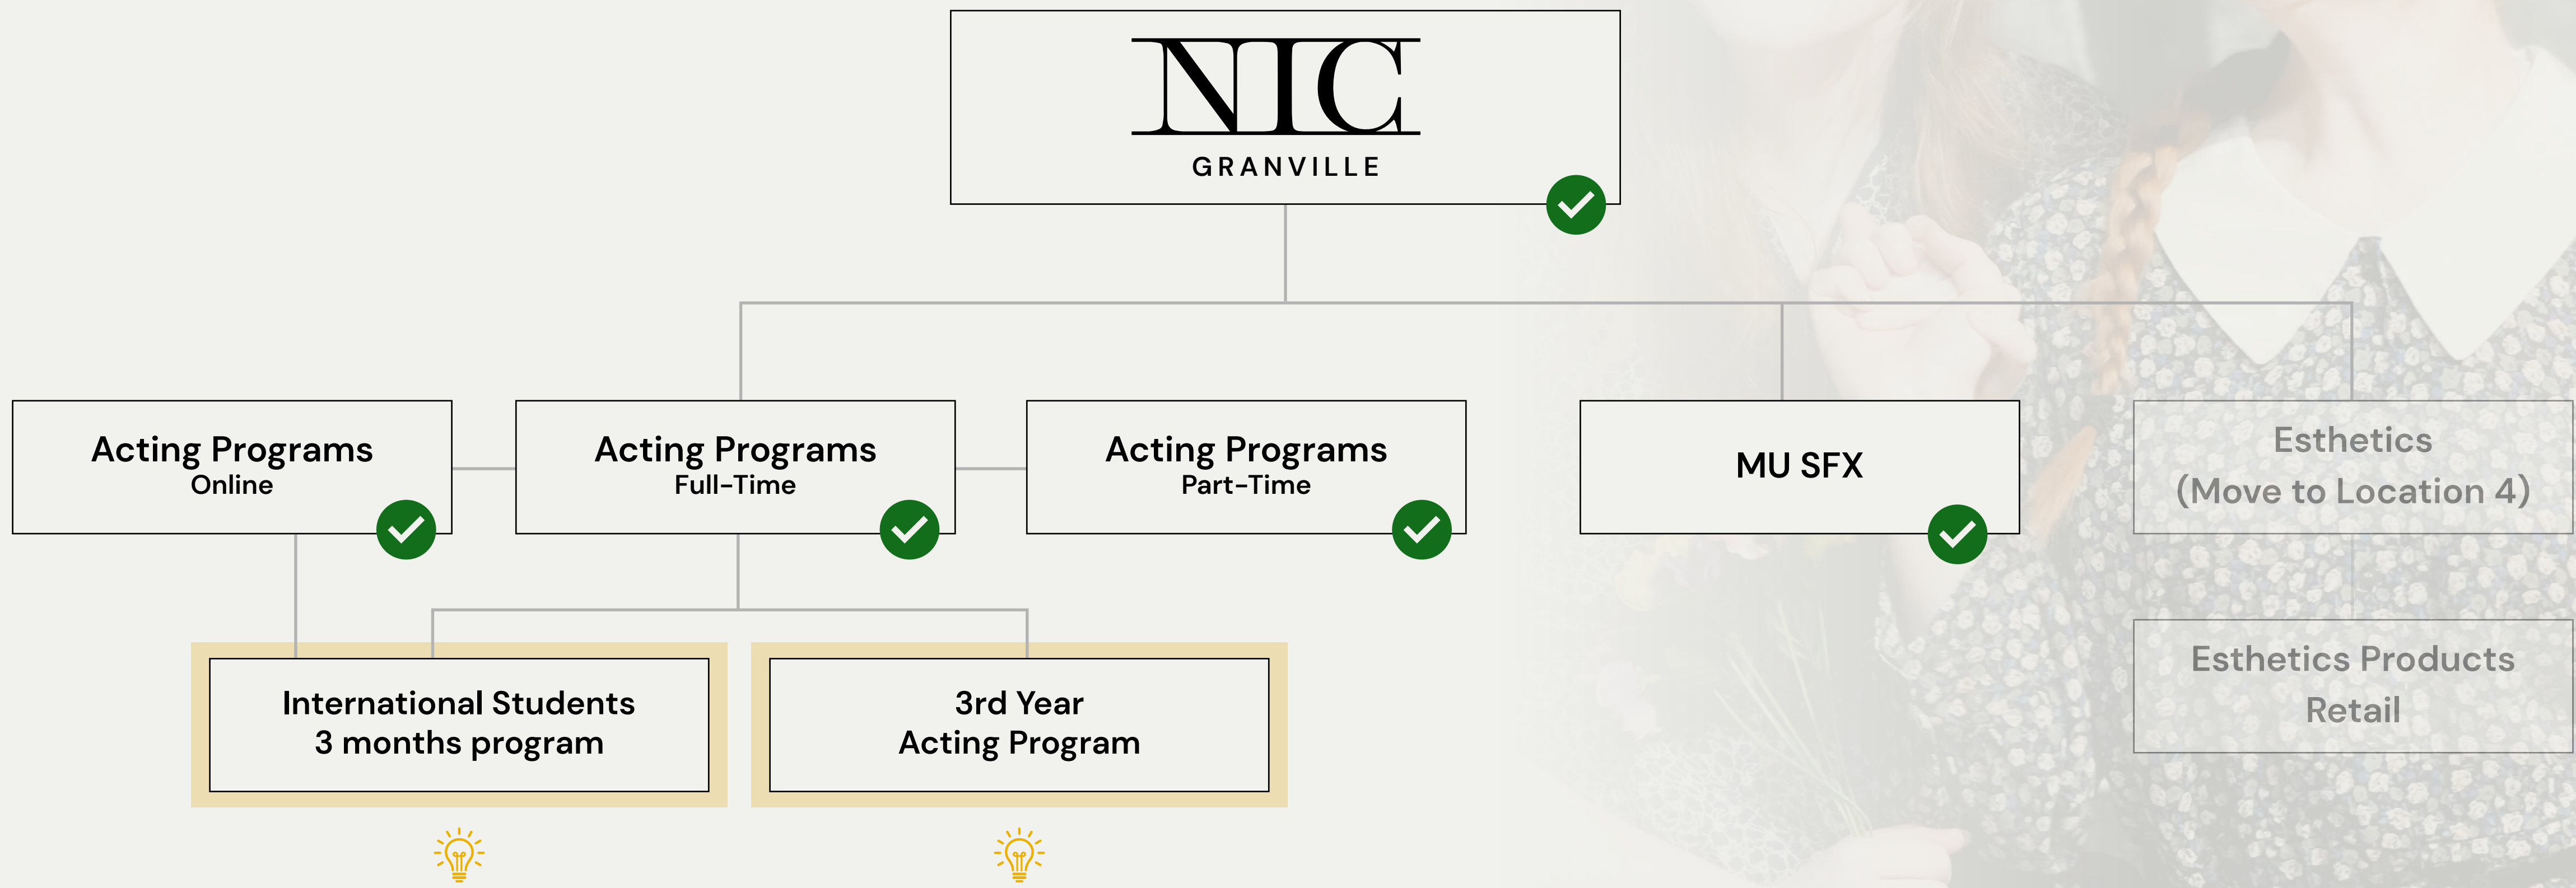 NIC
GRANVILLE
Acting Programs
Online
Acting Programs
Full-Time
Acting Programs
Part-Time
MU SFX
Esthetics
(Move to Location 4)
International Students
3 months program
3rd Year
Acting Program
Esthetics Products
Retail